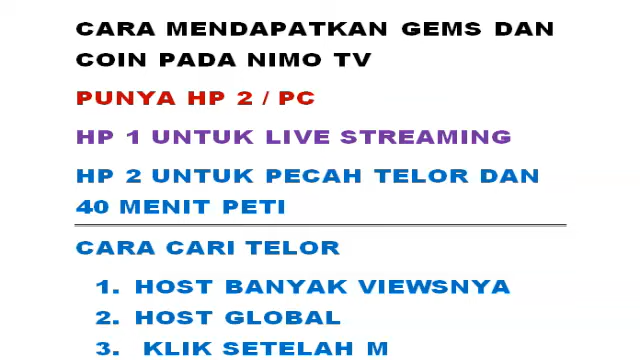 CARA MENDAPATKAN GEMS DAN
COIN PADA NIMO TV
PUNYA HP 2 / PC
HP 1 UNTUK LIVE STREAMING
HP 2 UNTUK PECAH TELOR DAN
40 MENIT PETI
CARA CARI TELOR
1. HOST BANYAK VIEWSNYA
2. HOST GLOBAL
3. KLIK SETELAH M